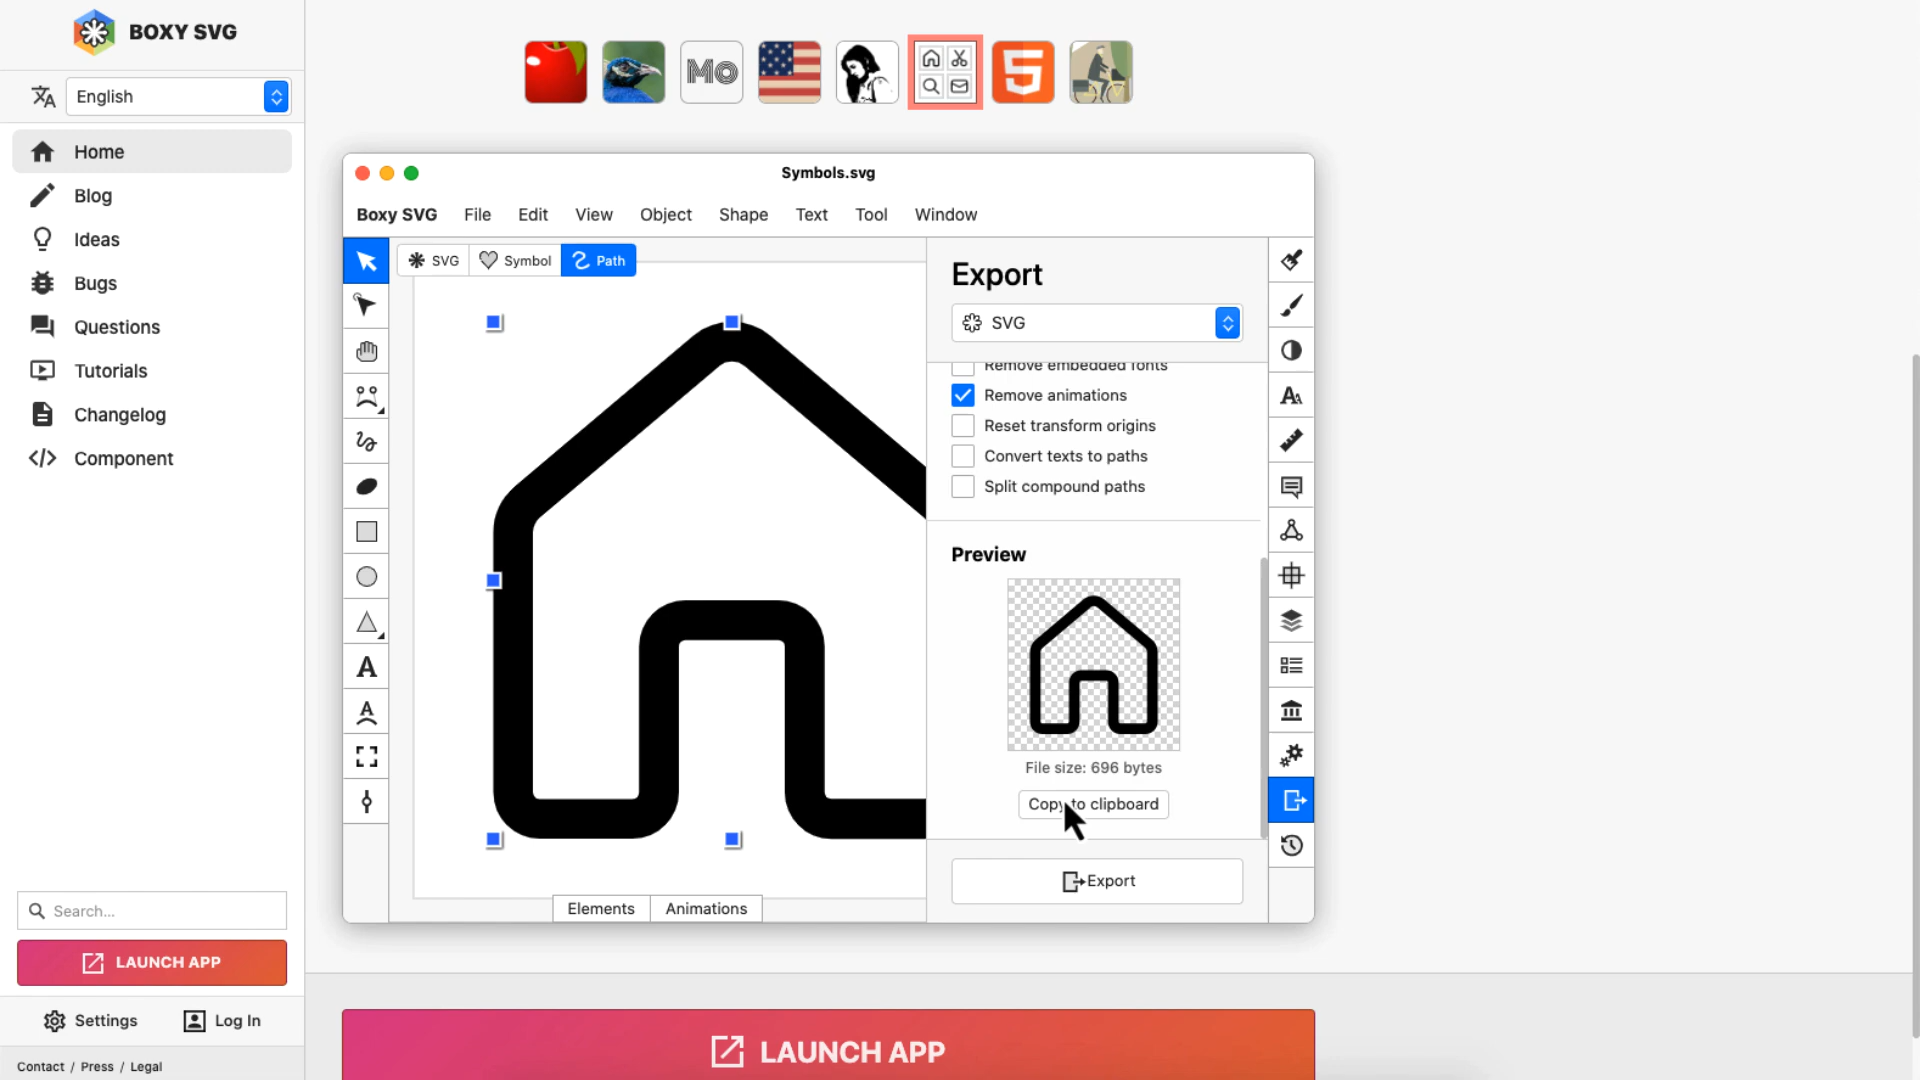 BOXY SVG
English
Home
Blog
Ideas
Bugs
Questions
Tutorials
Changelog
Component
Search...
LAUNCH APP
Settings
Log In
Contact / Press / Legal
Mo
Symbols.svg
Boxy SVG File Edit View Object Shape Text Tool Window
SVG Symbol Path
Export
SVG
Remove embedded fonts
Remove animations
Reset transform origins
Convert texts to paths
Split compound paths
Preview
File size: 696 bytes
Copy to clipboard
Export
Elements Animations
LAUNCH APP